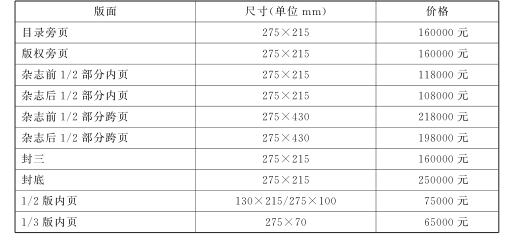 版面 尺寸(单位 mm) 价格
目录旁页 275×215 160000 元
版权旁页 275×215 160000 元
杂志前 1/2 部分内页 275×215 118000 元
杂志后 1/2 部分内页 275×215 108000 元
杂志前 1/2 部分跨页 275×430 218000 元
杂志后 1/2 部分跨页 275×430 198000 元
封三 275×215 160000 元
封底 275×215 250000 元
1/2 版内页 130×215/275×100 75000 元
1/3 版内页 275×70 65000 元